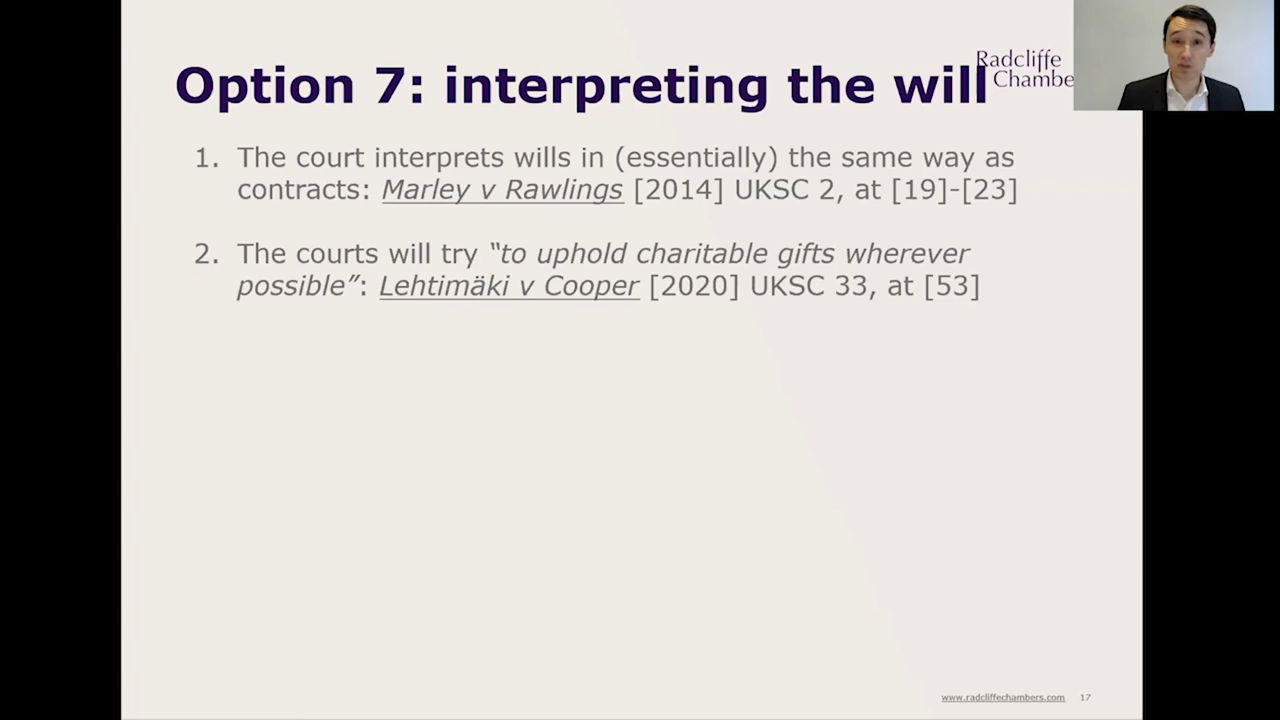 Option 7: interpreting the will
Radcliffe
Chambe
1. The court interprets wills in (essentially) the same way as
contracts: Marley v Rawlings [2014] UKSC 2, at [19]-[23]
2. The courts will try “to uphold charitable gifts wherever
possible”: Lehtimäki v Cooper [2020] UKSC 33, at [53]
www.radcliffechambers.com 17